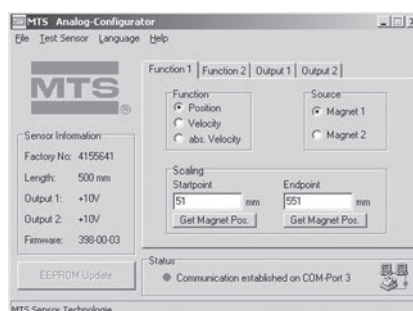 MTS Analog-Configurator
File Test Sensor Language Help
MTS
®
Sensor Information
Factory No: 4155641
Length: 500 mm
Output 1: +10V
Output 2: +10V
Firmware: 398-00-03
EEPROM Update
Function 1 Function 2 Output 1 Output 2
Function
Position
Velocity
abs. Velocity
Source
Magnet 1
Magnet 2
Scaling
Startpoint
51 mm
Get Magnet Pos.
Endpoint
551 mm
Get Magnet Pos.
Status
Communication established on COM-Port 3
MTS Sensor Technologie